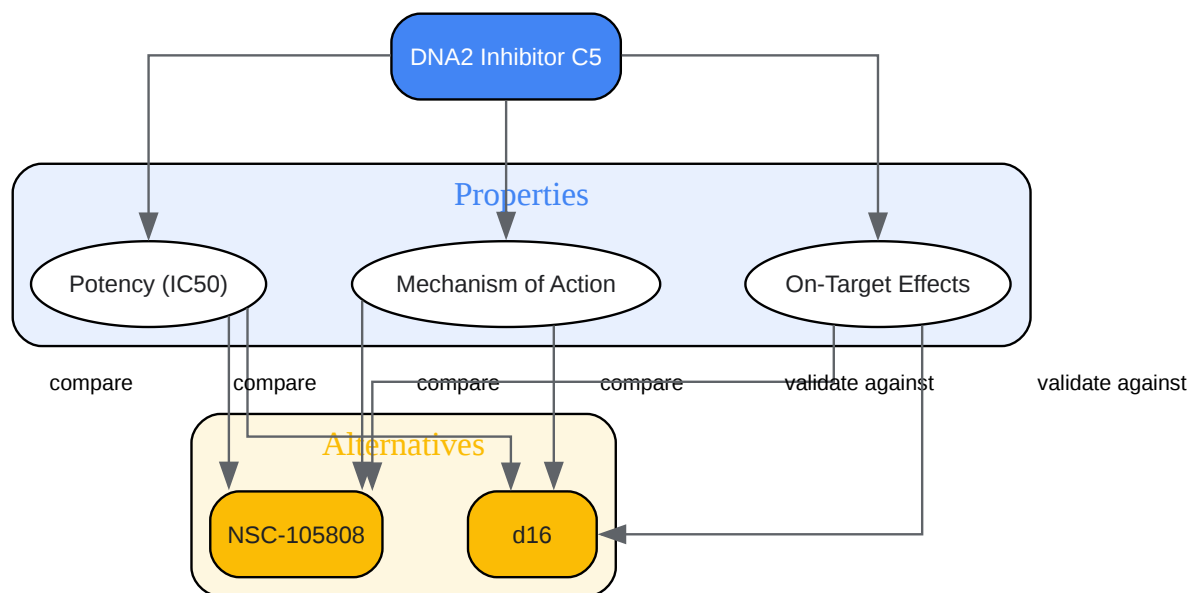 DNA2 Inhibitor C5
Properties
Potency (IC50)
Mechanism of Action
On-Target Effects
compare
compare
compare
compare
validate against
validate against
Alternatives
NSC-105808
d16